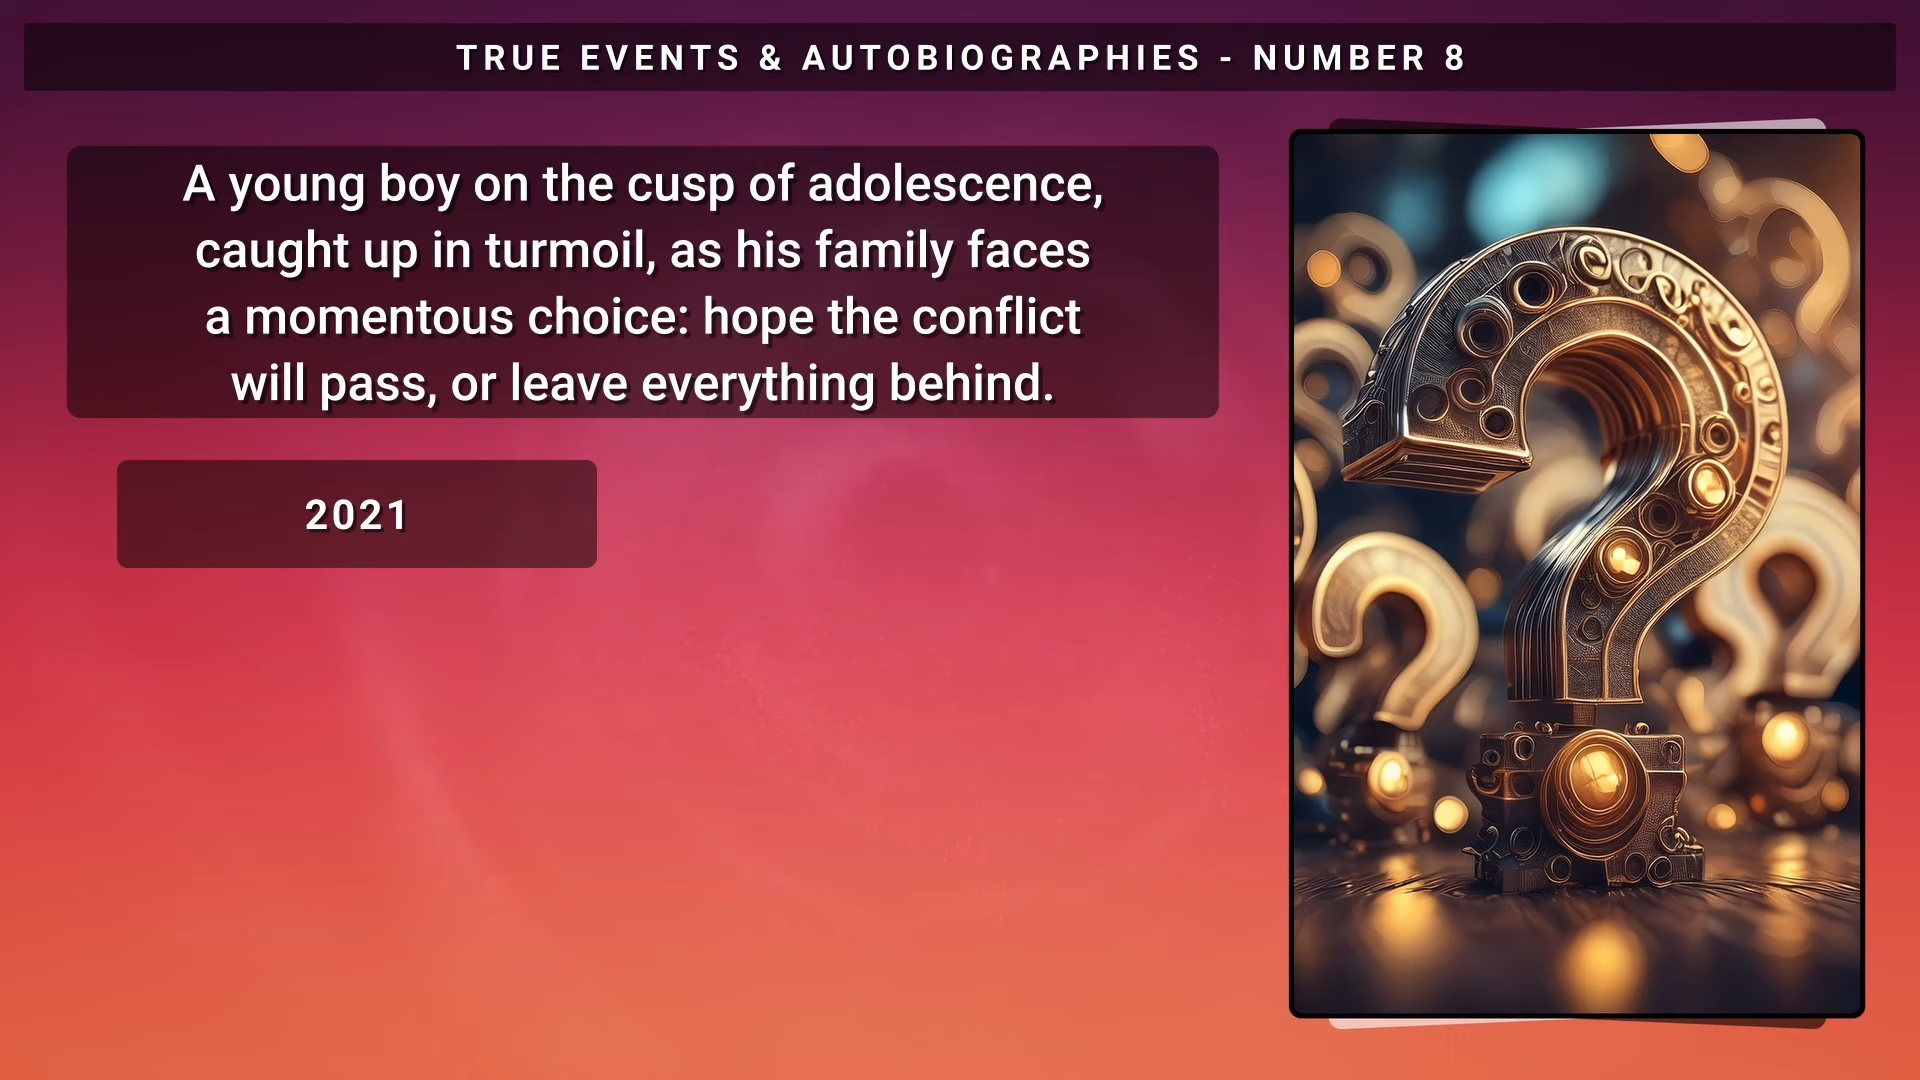 TRUE EVENTS & AUTOBIOGRAPHIES - NUMBER 8
A young boy on the cusp of adolescence,
caught up in turmoil, as his family faces
a momentous choice: hope the conflict
will pass, or leave everything behind.
2021